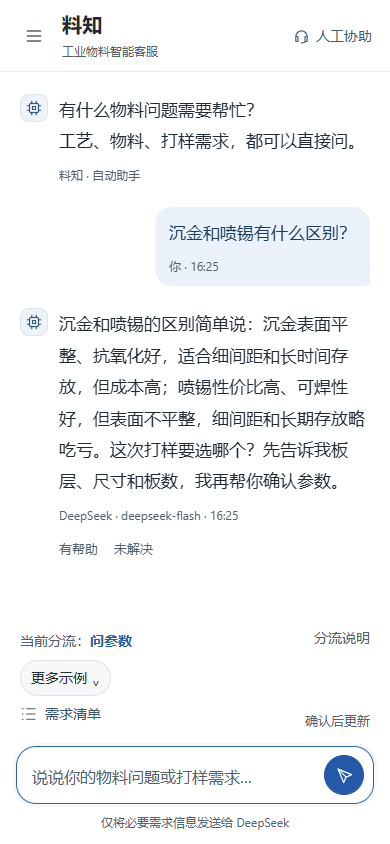 料知
工业物料智能客服
人工协助
有什么物料问题需要帮忙？
工艺、物料、打样需求，都可以直接问。
料知 · 自动助手
沉金和喷锡有什么区别？
你 · 16:25
沉金和喷锡的区别简单说：沉金表面平
整、抗氧化好，适合细间距和长时间存
放，但成本高；喷锡性价比高、可焊性
好，但表面不平整，细间距和长期存放略
吃亏。这次打样要选哪个？先告诉我板
层、尺寸和板数，我再帮你确认参数。
DeepSeek · deepseek-flash · 16:25
有帮助 未解决
当前分流：问参数
分流说明
更多示例
需求清单
确认后更新
说说你的物料问题或打样需求...
仅将必要需求信息发送给 DeepSeek